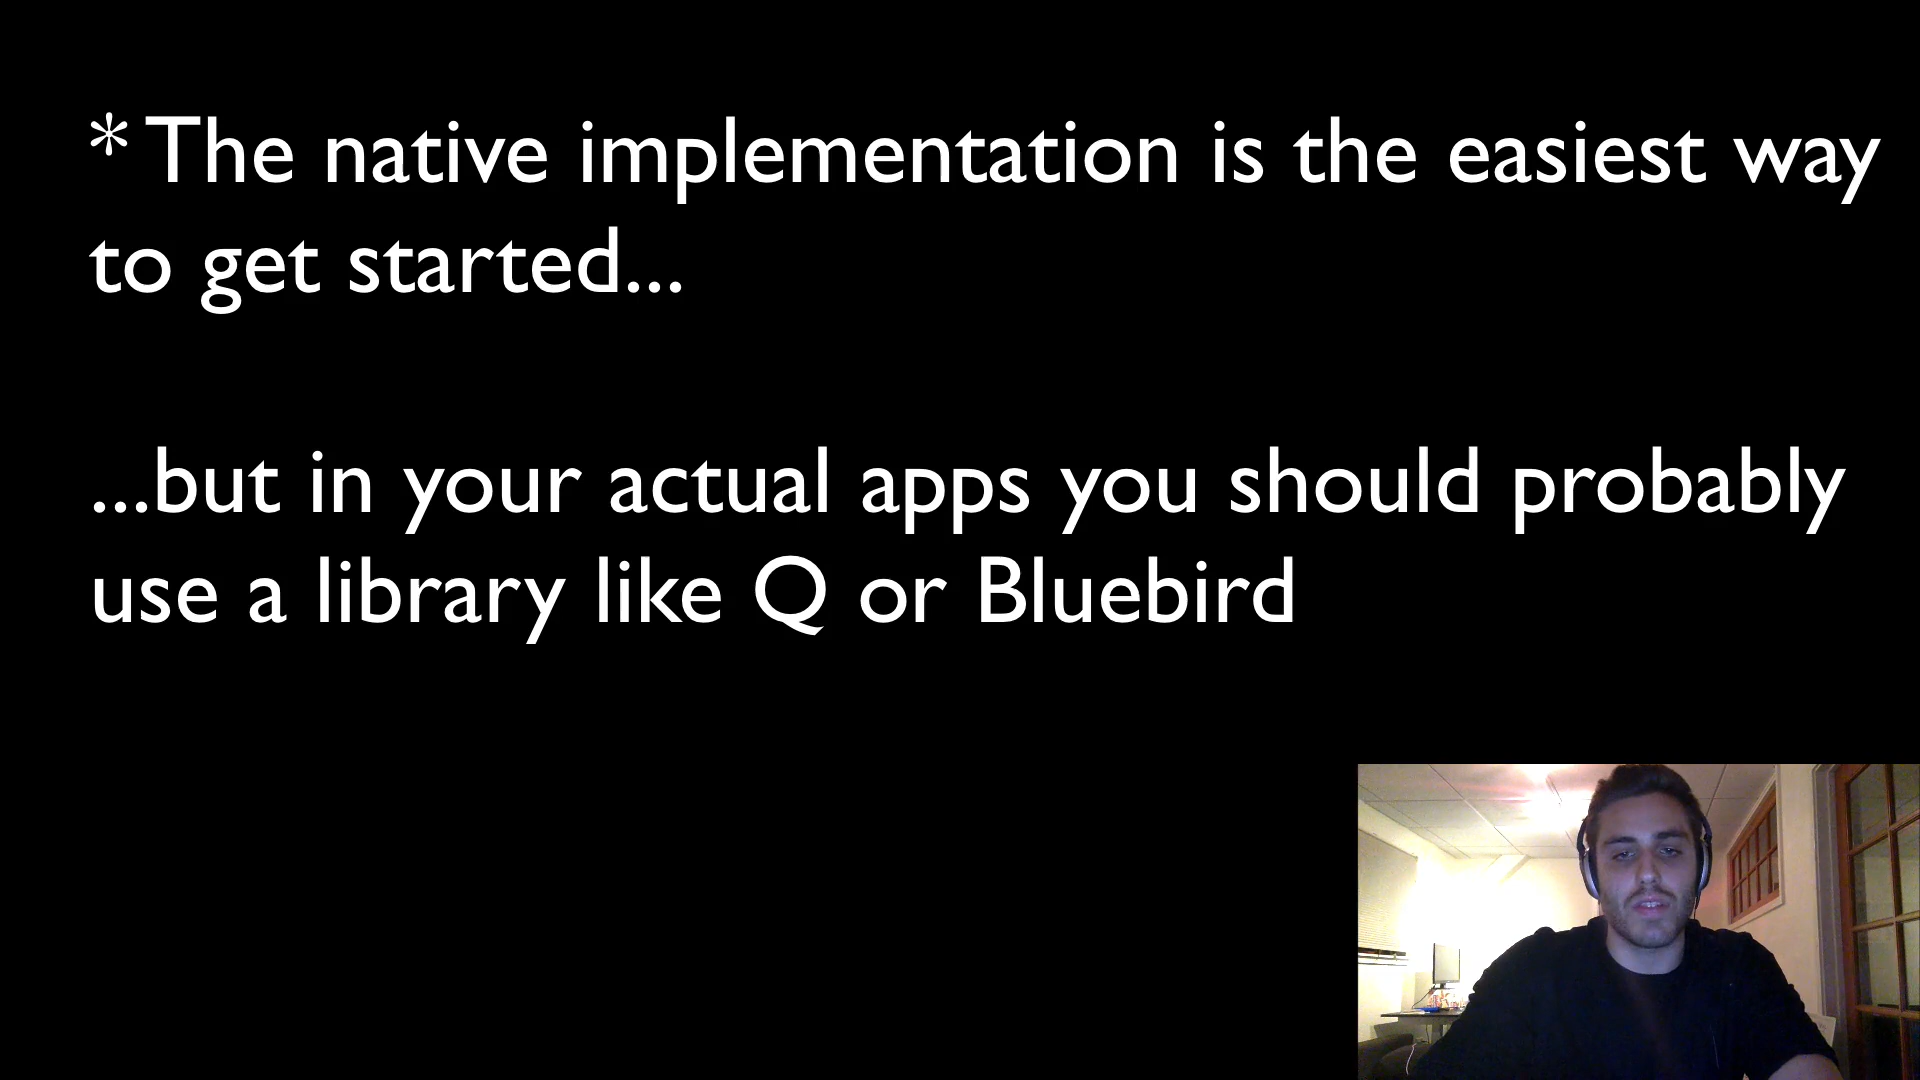 * The native implementation is the easiest way
to get started...
...but in your actual apps you should probably
use a library like Q or Bluebird